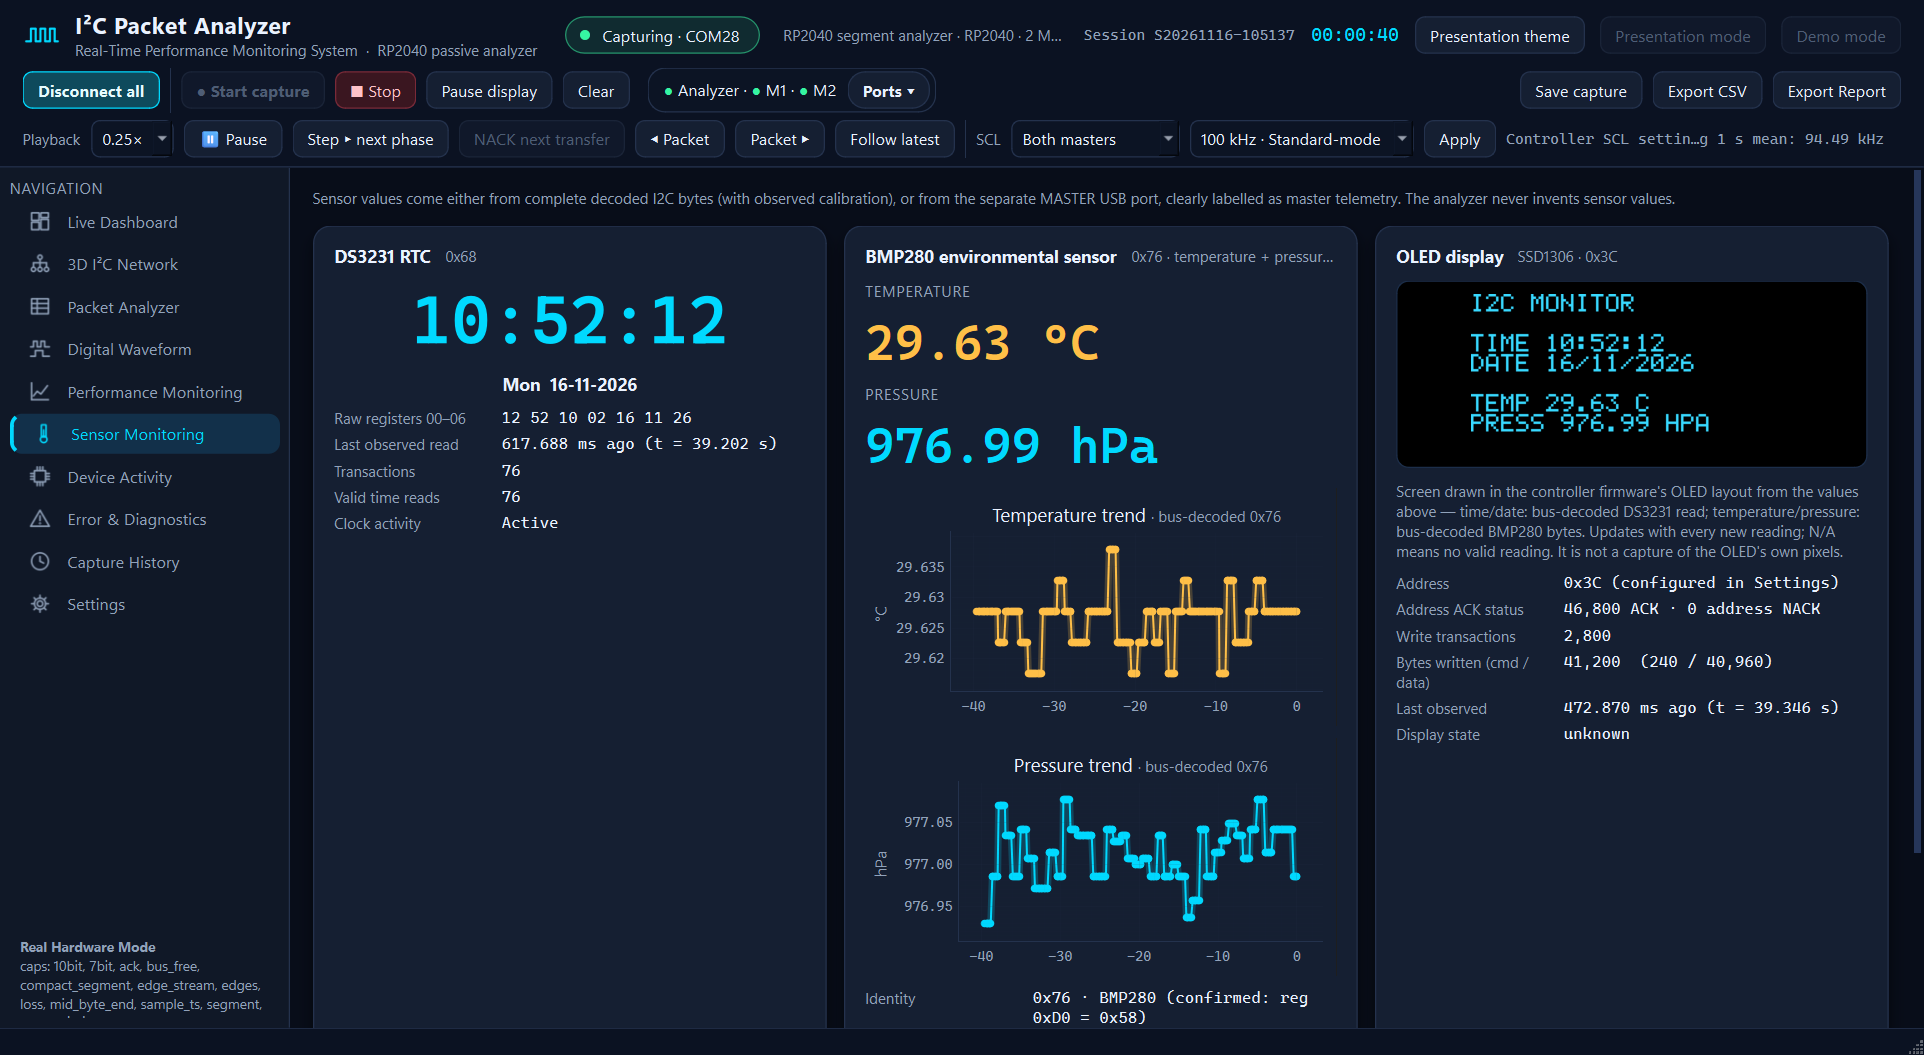 I²C Packet Analyzer
Real-Time Performance Monitoring System · RP2040 passive analyzer
Capturing · COM28
RP2040 segment analyzer · RP2040 · 2 M...
Session S20261116-105137
00:00:40
Presentation theme
Presentation mode
Demo mode
Disconnect all
● Start capture
Stop
Pause display
Clear
● Analyzer · ● M1 · ● M2
Ports ▾
Save capture
Export CSV
Export Report
Playback
0.25×
Pause
Step ▸ next phase
NACK next transfer
◂ Packet
Packet ▸
Follow latest
SCL
Both masters
100 kHz · Standard-mode
Apply
Controller SCL settin…g 1 s mean: 94.49 kHz
NAVIGATION
Live Dashboard
3D I²C Network
Packet Analyzer
Digital Waveform
Performance Monitoring
Sensor Monitoring
Device Activity
Error & Diagnostics
Capture History
Settings
Real Hardware Mode
caps: 10bit, 7bit, ack, bus_free,
compact_segment, edge_stream, edges,
loss, mid_byte_end, sample_ts, segment,
Sensor values come either from complete decoded I2C bytes (with observed calibration), or from the separate MASTER USB port, clearly labelled as master telemetry. The analyzer never invents sensor values.
DS3231 RTC 0x68
10:52:12
Mon 16-11-2026
Raw registers 00–06 12 52 10 02 16 11 26
Last observed read 617.688 ms ago (t = 39.202 s)
Transactions 76
Valid time reads 76
Clock activity Active
BMP280 environmental sensor 0x76 · temperature + pressur...
TEMPERATURE
29.63 °C
PRESSURE
976.99 hPa
Temperature trend · bus-decoded 0x76
°C
29.635
29.63
29.625
29.62
−40 −30 −20 −10 0
Pressure trend · bus-decoded 0x76
hPa
977.05
977.00
976.95
−40 −30 −20 −10 0
Identity 0x76 · BMP280 (confirmed: reg
0xD0 = 0x58)
OLED display SSD1306 · 0x3C
I2C MONITOR
TIME 10:52:12
DATE 16/11/2026
TEMP 29.63 C
PRESS 976.99 HPA
Screen drawn in the controller firmware's OLED layout from the values
above — time/date: bus-decoded DS3231 read; temperature/pressure:
bus-decoded BMP280 bytes. Updates with every new reading; N/A
means no valid reading. It is not a capture of the OLED's own pixels.
Address 0x3C (configured in Settings)
Address ACK status 46,800 ACK · 0 address NACK
Write transactions 2,800
Bytes written (cmd / 41,200 (240 / 40,960)
data)
Last observed 472.870 ms ago (t = 39.346 s)
Display state unknown